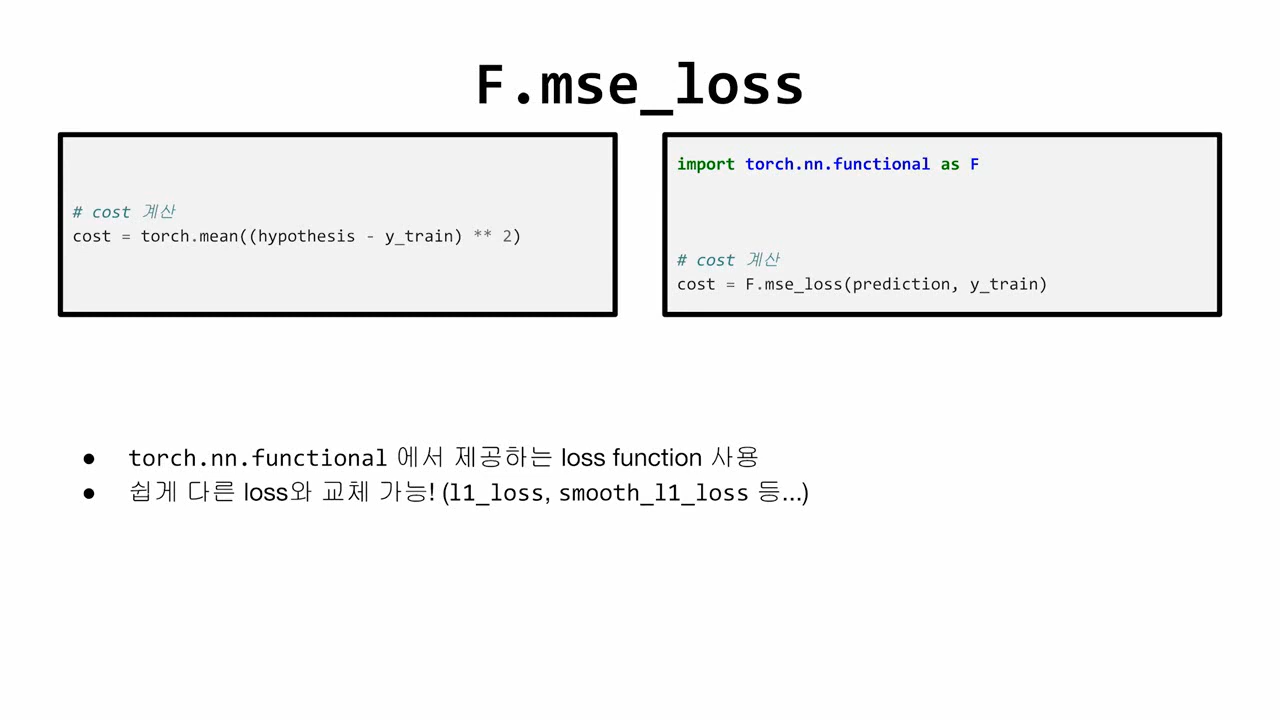 F.mse_loss
# cost 계산
cost = torch.mean((hypothesis - y_train) ** 2)
import torch.nn.functional as F
# cost 계산
cost = F.mse_loss(prediction, y_train)
● torch.nn.functional 에서 제공하는 loss function 사용
● 쉽게 다른 loss와 교체 가능! (l1_loss, smooth_l1_loss 등...)